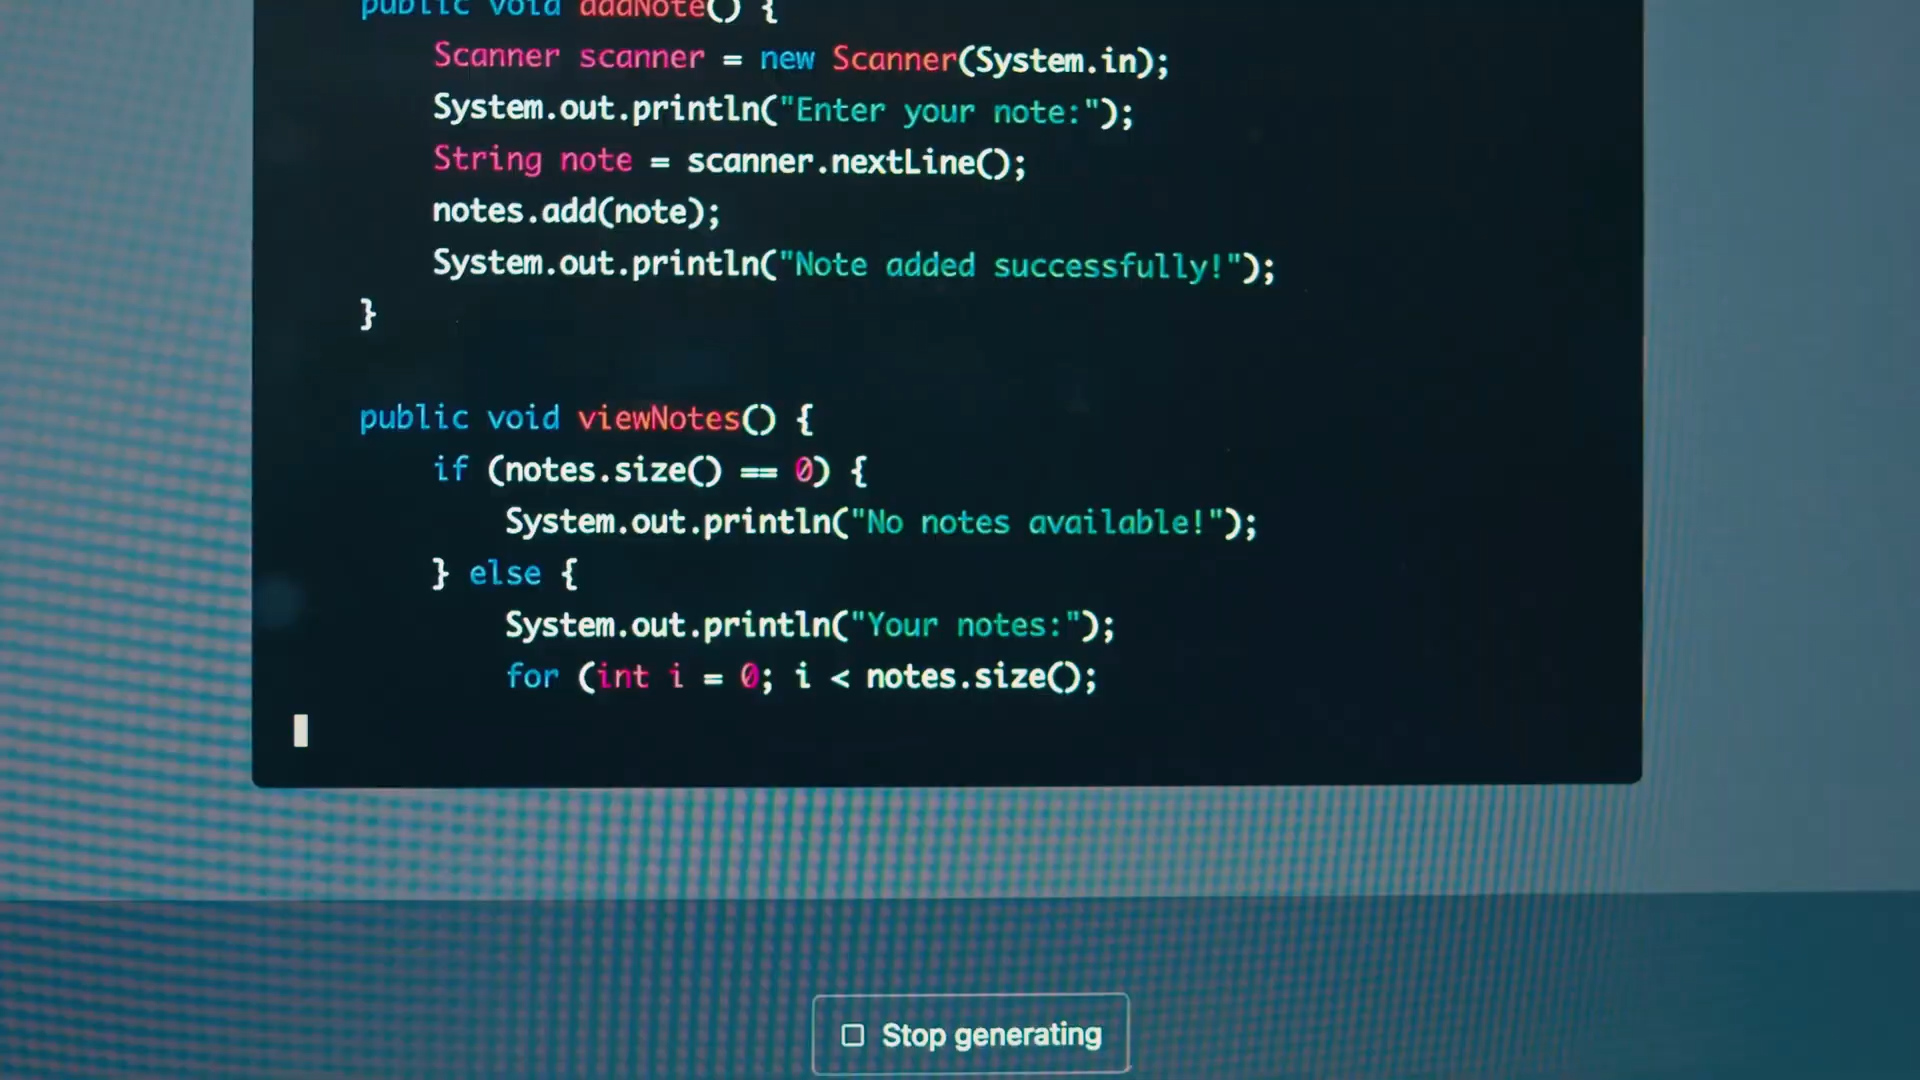 public void addNote() {
Scanner scanner = new Scanner(System.in);
System.out.println("Enter your note:");
String note = scanner.nextLine();
notes.add(note);
System.out.println("Note added successfully!");
}
public void viewNotes() {
if (notes.size() == 0) {
System.out.println("No notes available!");
} else {
System.out.println("Your notes:");
for (int i = 0; i < notes.size();
Stop generating